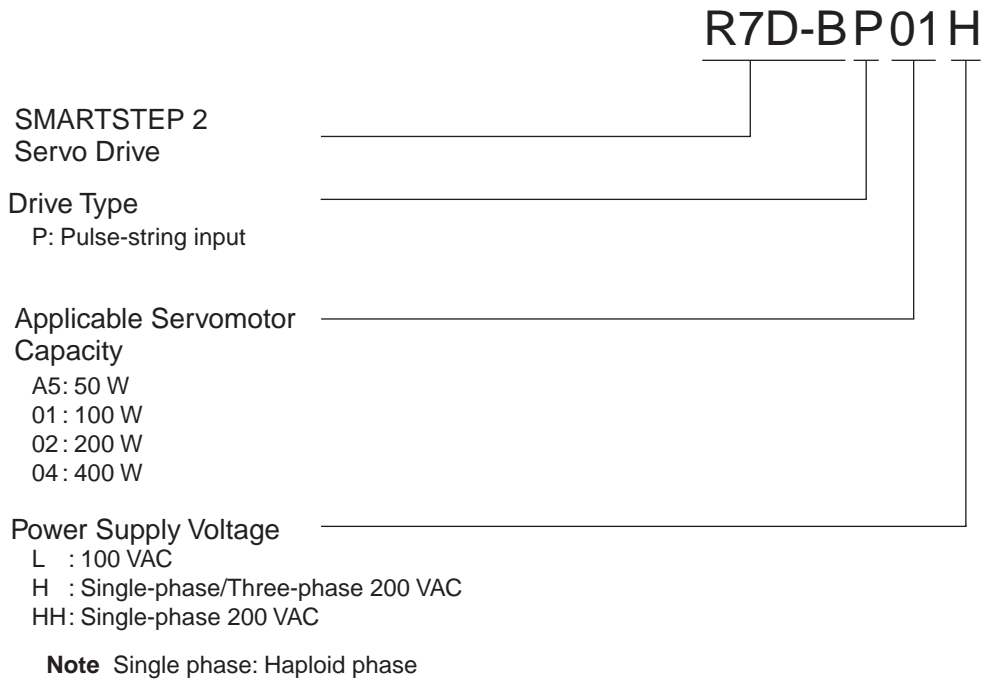 R7D-BP01H
SMARTSTEP 2
Servo Drive
Drive Type
P: Pulse-string input
Applicable Servomotor
Capacity
A5: 50 W
01 : 100 W
02 : 200 W
04 : 400 W
Power Supply Voltage
L : 100 VAC
H : Single-phase/Three-phase 200 VAC
HH: Single-phase 200 VAC
Note Single phase: Haploid phase